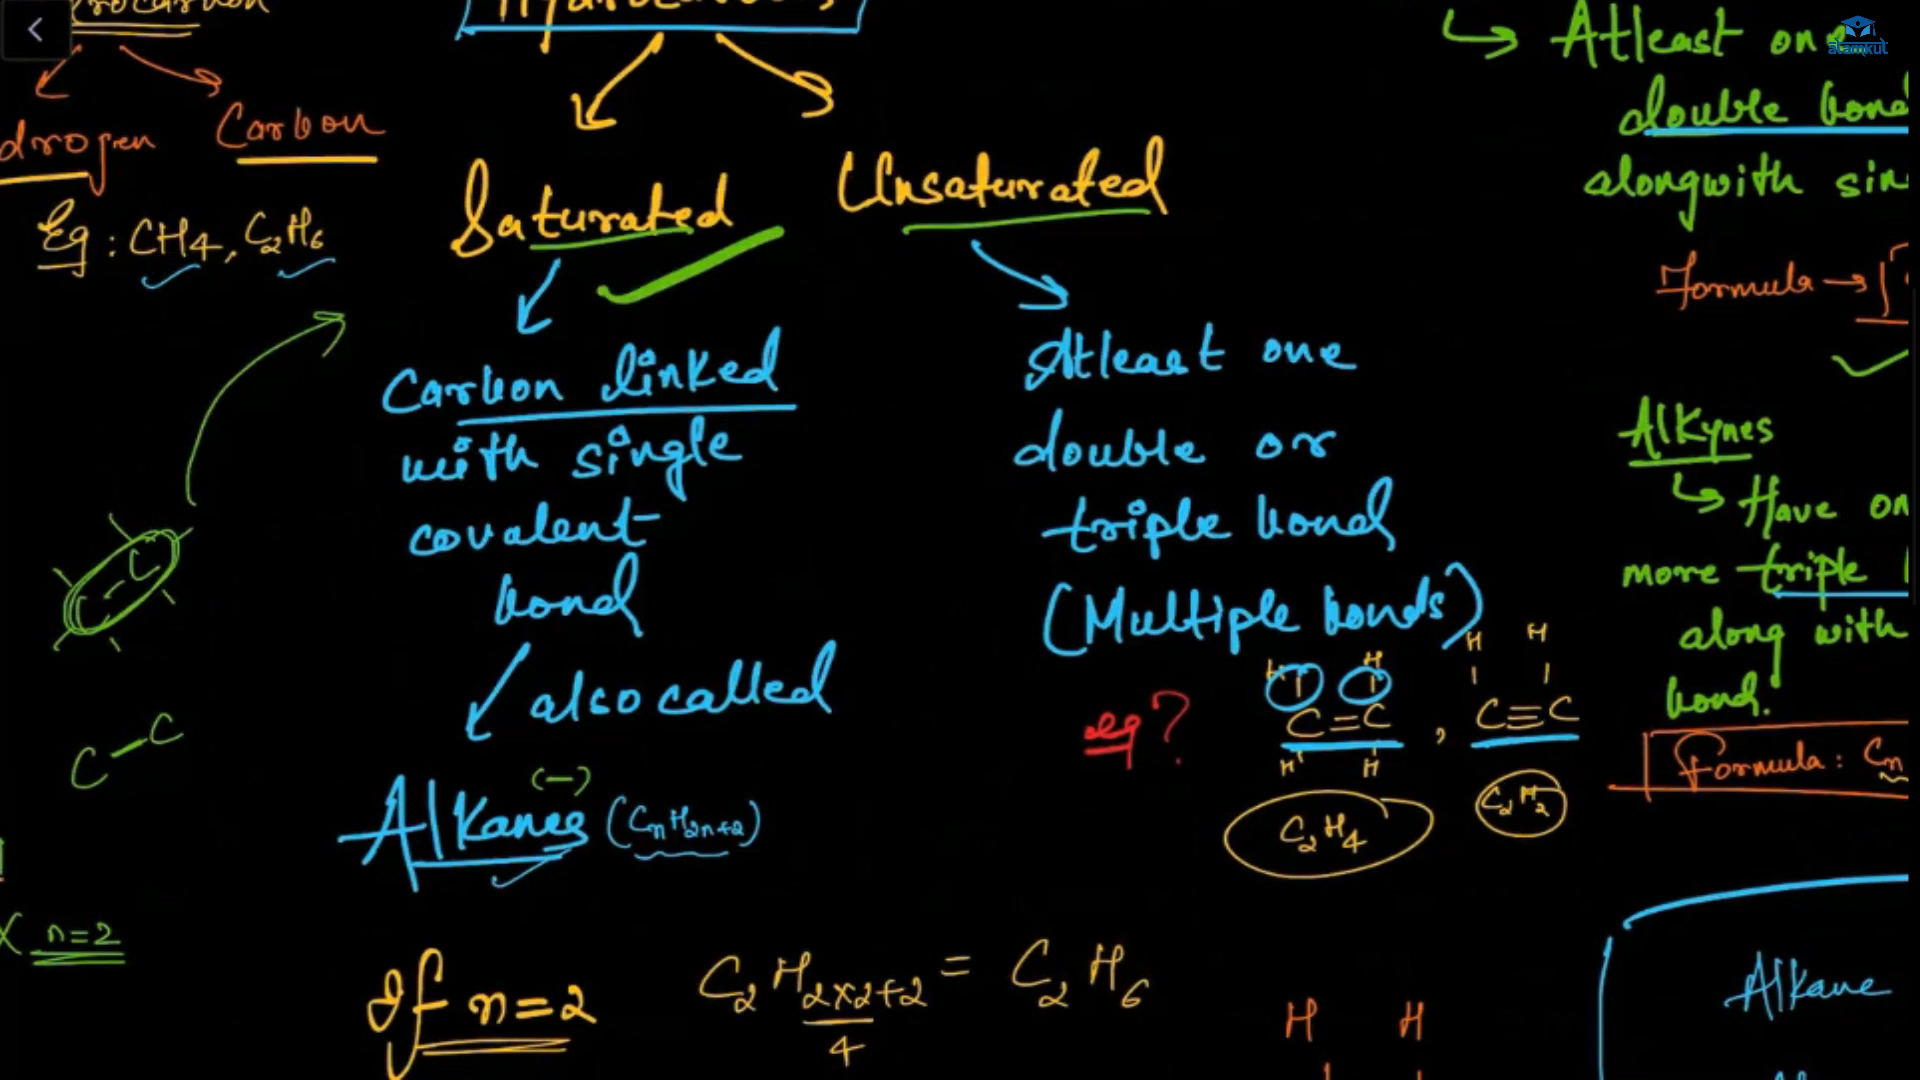 Carbon
drogen
Eg : CH4, C2H6
Saturated
Carbon linked
with single
covalent
bond
also called
(—)
Alkanes (CnH2n+2)
n=2
If n=2
C2H2x2+2 = C2H6
4
Unsaturated
Atleast one
double or
triple bond
(Multiple bonds)
eg?
H H H H
C=C , C≡C
H H
C2H4 C2H2
C
C
C–C
H H
Atleast one
double bond
alongwith sin
Formula →
Alkynes
Have on
more triple
along with
bond.
Formula : Cn
Alkane
atamkut